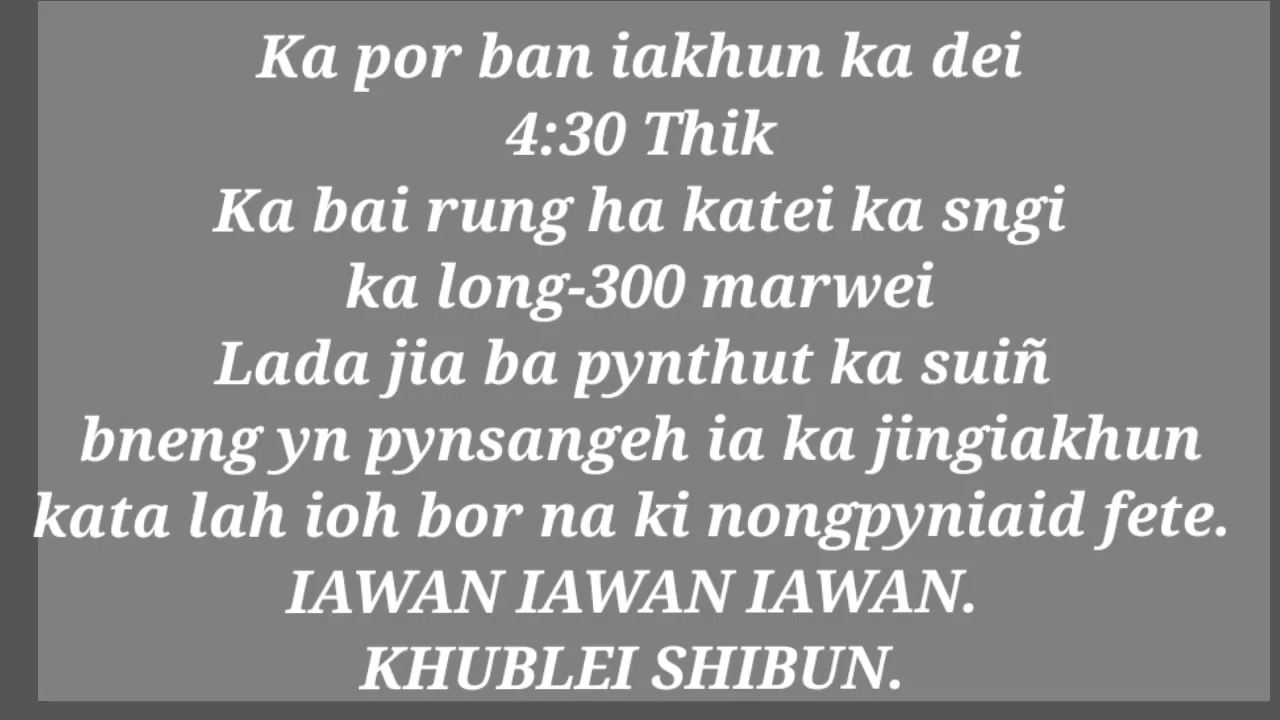 Ka por ban iakhun ka dei
4:30 Thik
Ka bai rung ha katei ka sngi
ka long-300 marwei
Lada jia ba pynthut ka suiñ
bneng yn pynsangeh ia ka jingiakhun
kata lah ioh bor na ki nongpyniaid fete.
IAWAN IAWAN IAWAN.
KHUBLEI SHIBUN.